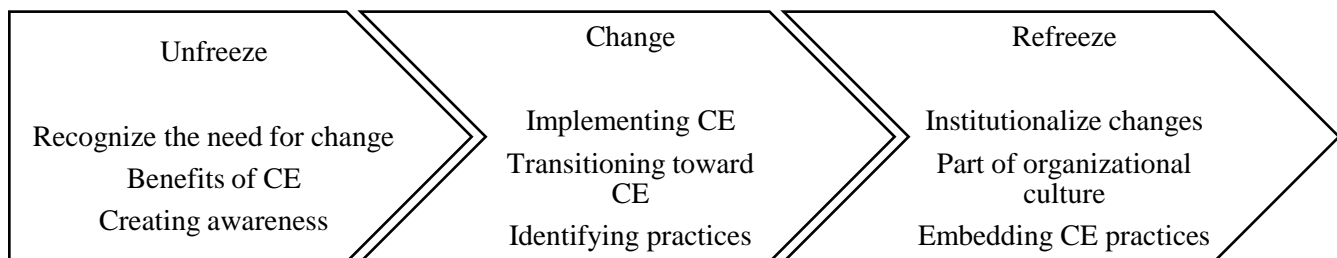 Unfreeze
Recognize the need for change
Benefits of CE
Creating awareness
Change
Implementing CE
Transitioning toward
CE
Identifying practices
Refreeze
Institutionalize changes
Part of organizational
culture
Embedding CE practices